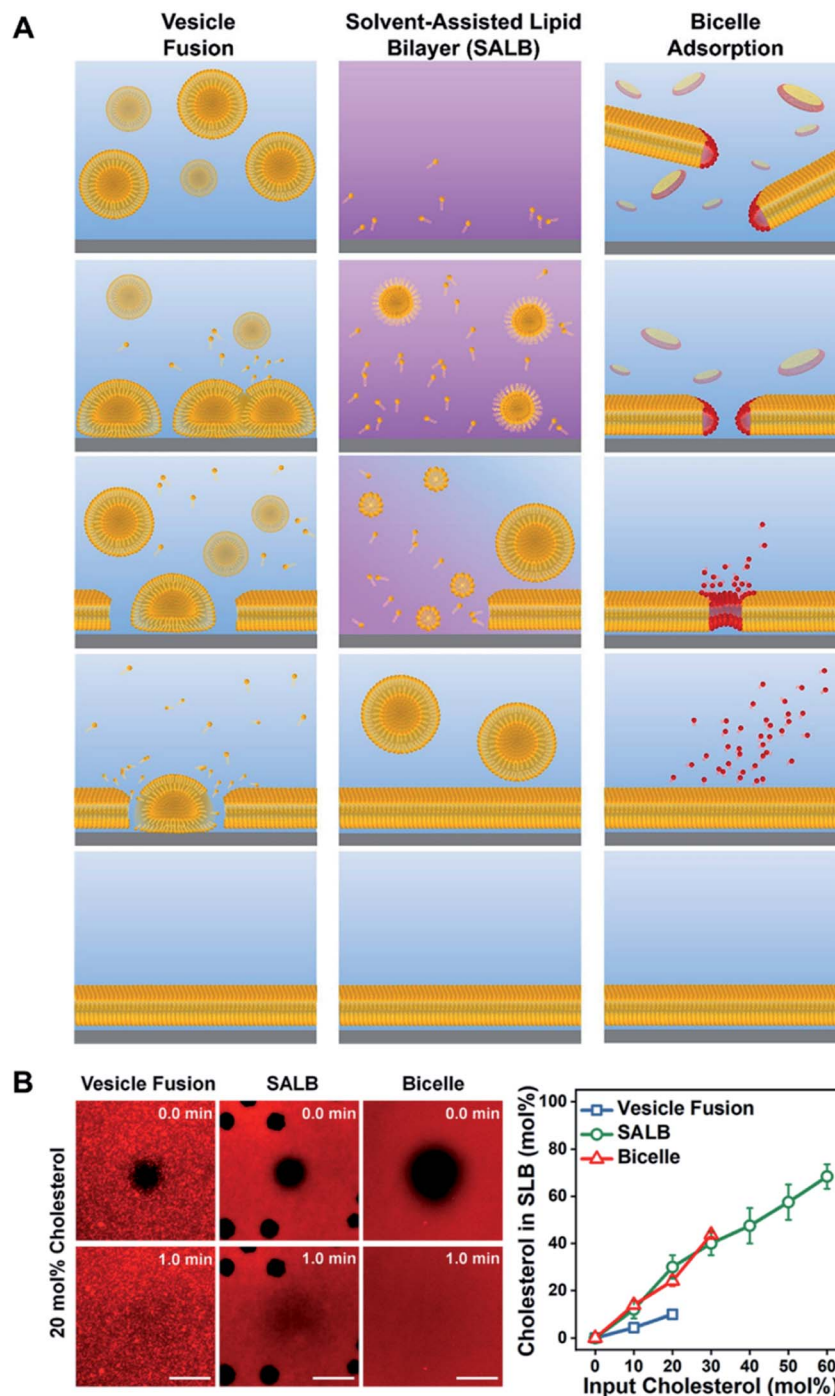 A
Vesicle
Fusion
Solvent-Assisted Lipid
Bilayer (SALB)
Bicelle
Adsorption
B
Vesicle Fusion
SALB
Bicelle
20 mol% Cholesterol
0.0 min
0.0 min
0.0 min
1.0 min
1.0 min
1.0 min
Cholesterol in SLB (mol%)
100
80
60
40
20
0
Vesicle Fusion
SALB
Bicelle
0 10 20 30 40 50 60
Input Cholesterol (mol%)